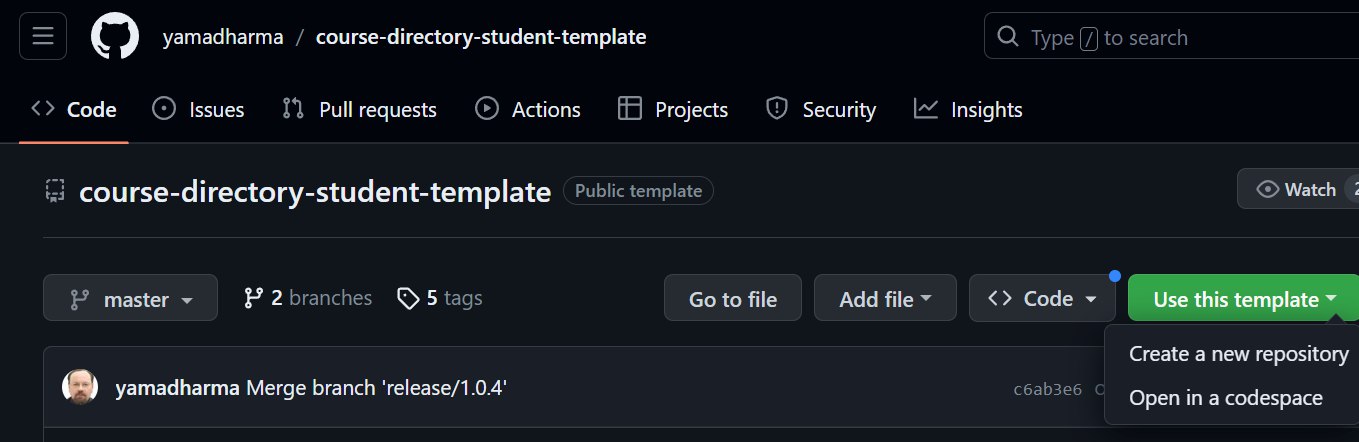 yamadharma / course-directory-student-template Type / to search
Code Issues Pull requests Actions Projects Security Insights
course-directory-student-template Public template Watch
master 2 branches 5 tags Go to file Add file Code Use this template
Create a new repository
yamadharma Merge branch 'release/1.0.4' c6ab3e6
Open in a codespace